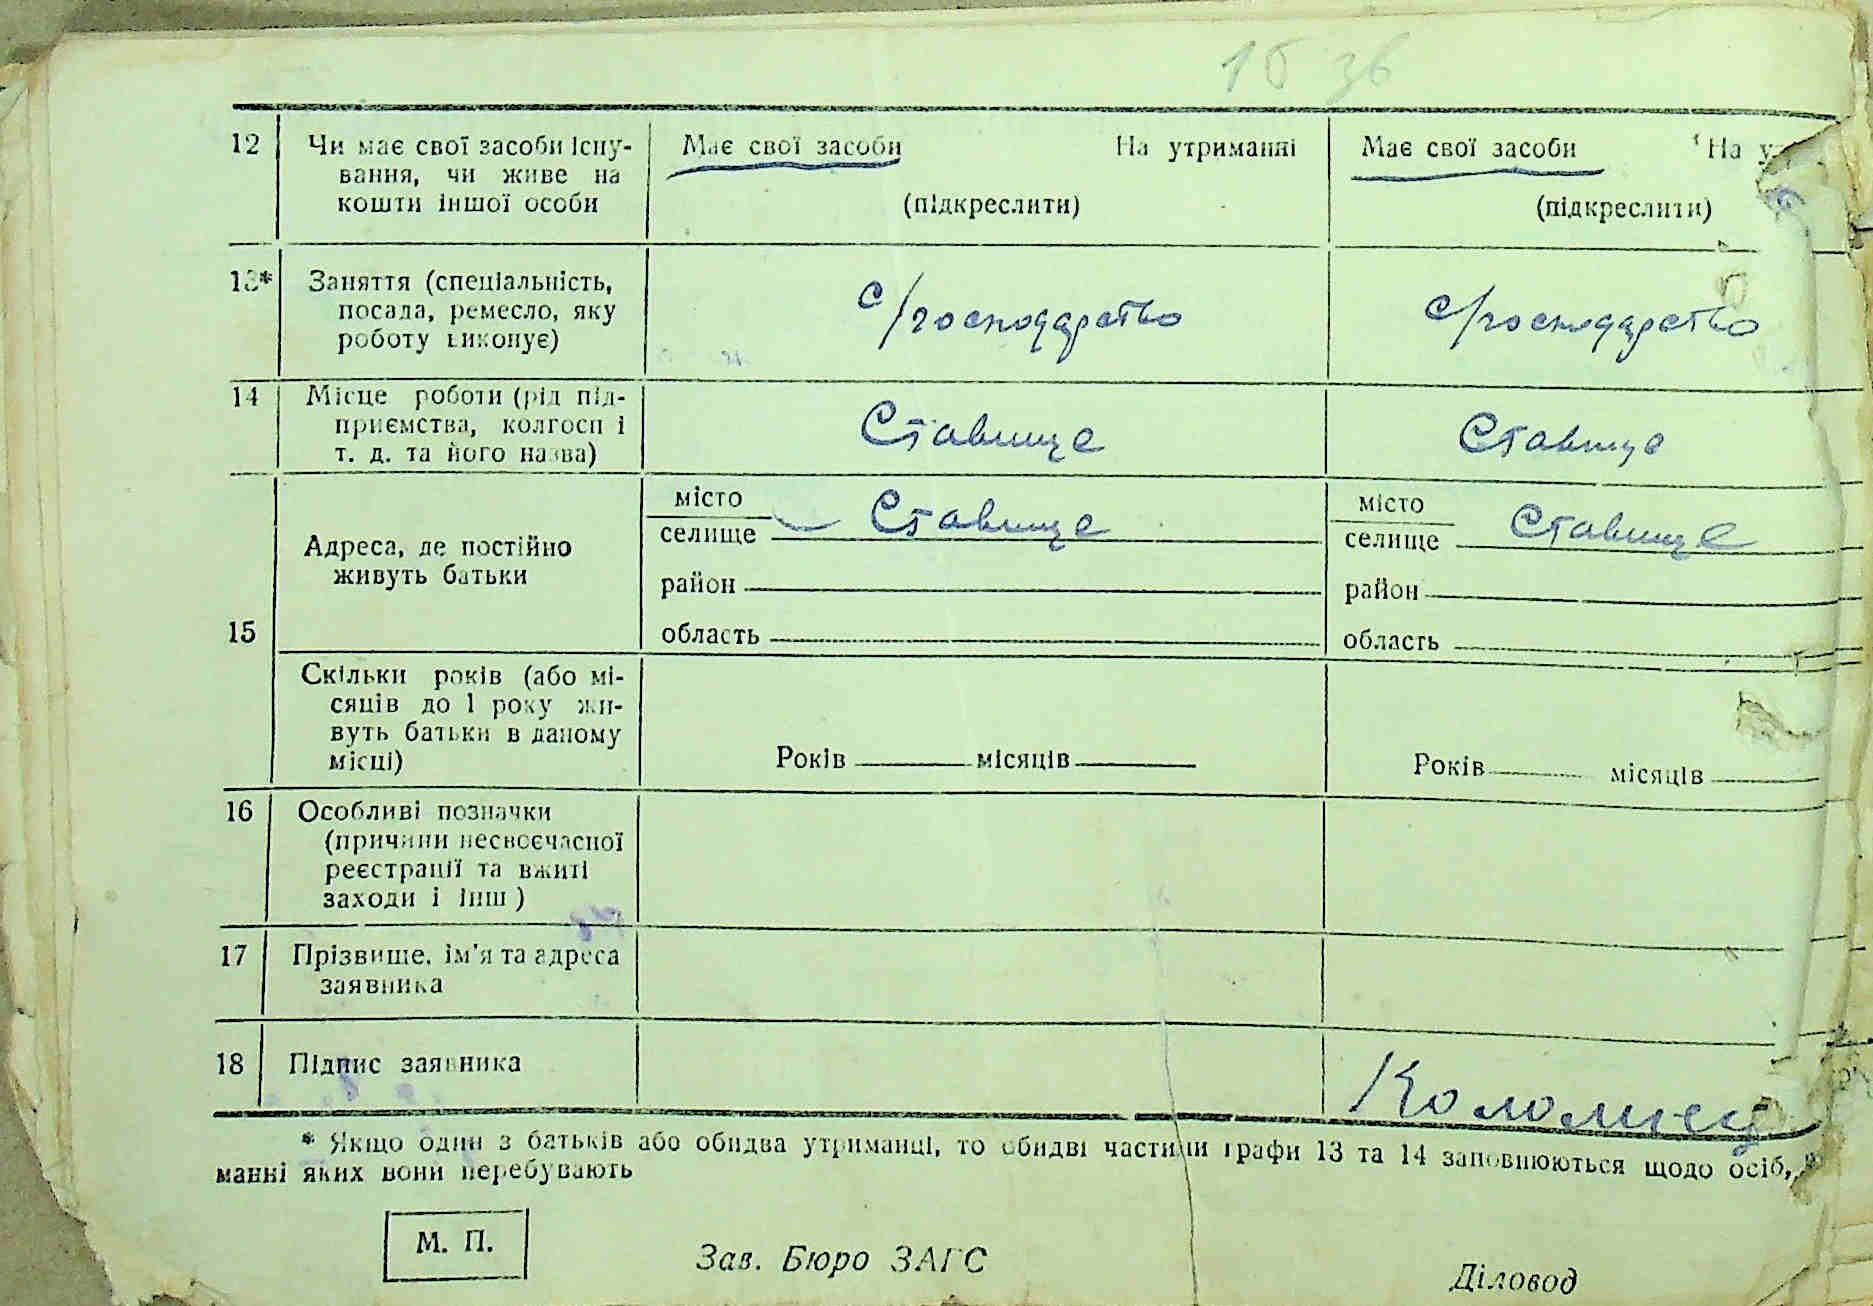 1б зв
12 Чи має свої засоби існу- Має свої засоби На утриманні Має свої засоби На у
вання, чи живе на
кошти іншої особи (підкреслити) (підкреслити)
13* Заняття (спеціальність,
посада, ремесло, яку с/господарство с/господарство
роботу виконує)
14 Місце роботи (рід під-
приємства, колгосп і Ставище Ставище
т. д. та його назва)
15 Адреса, де постійно
живуть батьки
місто Ставище місто Ставище
селище селище
район район
область область
Скільки років (або мі-
сяців до 1 року жи-
вуть батьки в даному
місці) Років місяців Років місяців
16 Особливі позначки
(причини несвоєчасної
реєстрації та вжиті
заходи і інш)
17 Прізвище, ім'я та адреса
заявника
18 Підпис заявника Коломиец
* Якщо один з батьків або обидва утриманці, то обидві частини графи 13 та 14 заповнюються щодо осіб,
манні яких вони перебувають
М. П.
Зав. Бюро ЗАГС
Діловод